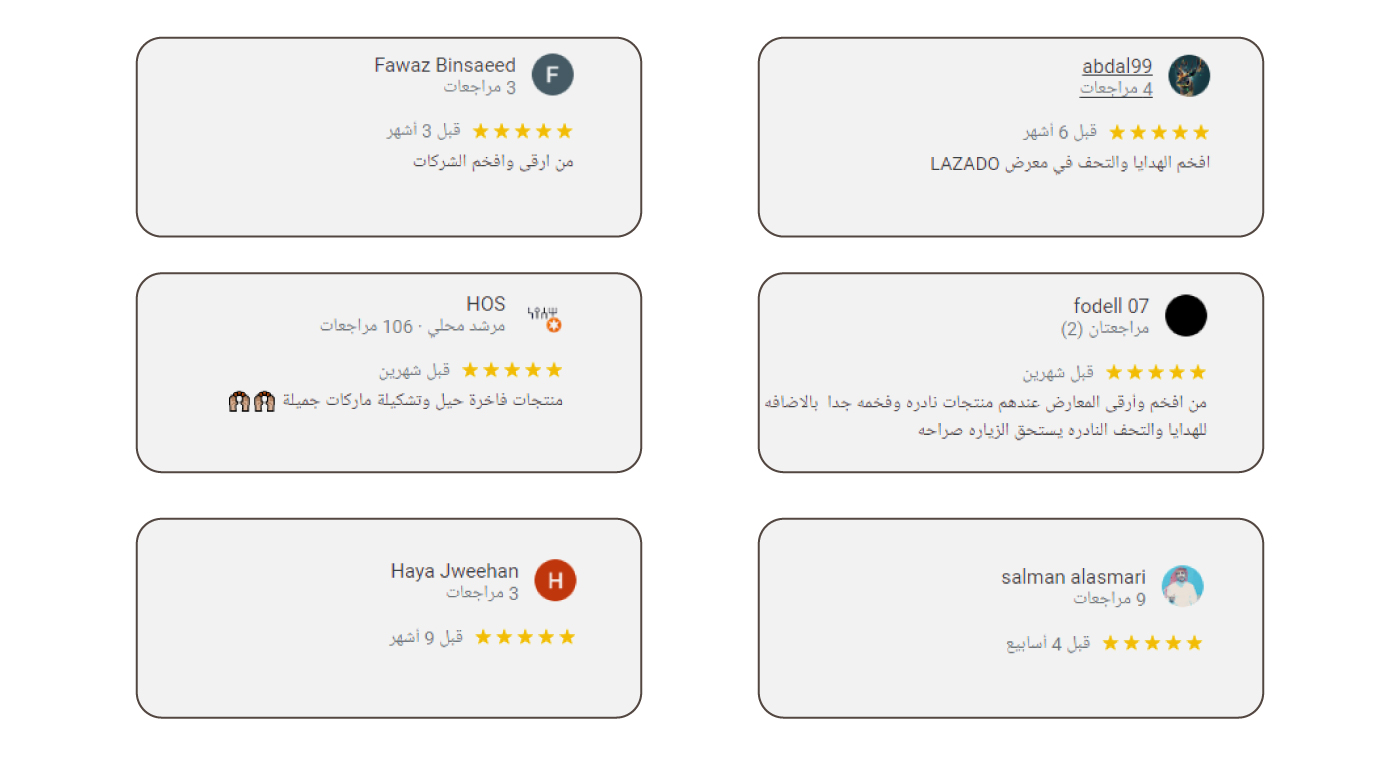 abdal99
4 مراجعات
قبل 6 أشهر
افخم الهدايا والتحف في معرض LAZADO
Fawaz Binsaeed
3 مراجعات
قبل 3 أشهر
من ارقى وافخم الشركات
fodell 07
مراجعتان (2)
قبل شهرين
من افخم وأرقى المعارض عندهم منتجات نادره وفخمه جدا بالاضافه
للهدايا والتحف النادره يستحق الزياره صراحه
HOS
مرشد محلي · 106 مراجعات
قبل شهرين
منتجات فاخرة حيل وتشكيلة ماركات جميلة
salman alasmari
9 مراجعات
قبل 4 أسابيع
H
Haya Jweehan
3 مراجعات
قبل 9 أشهر